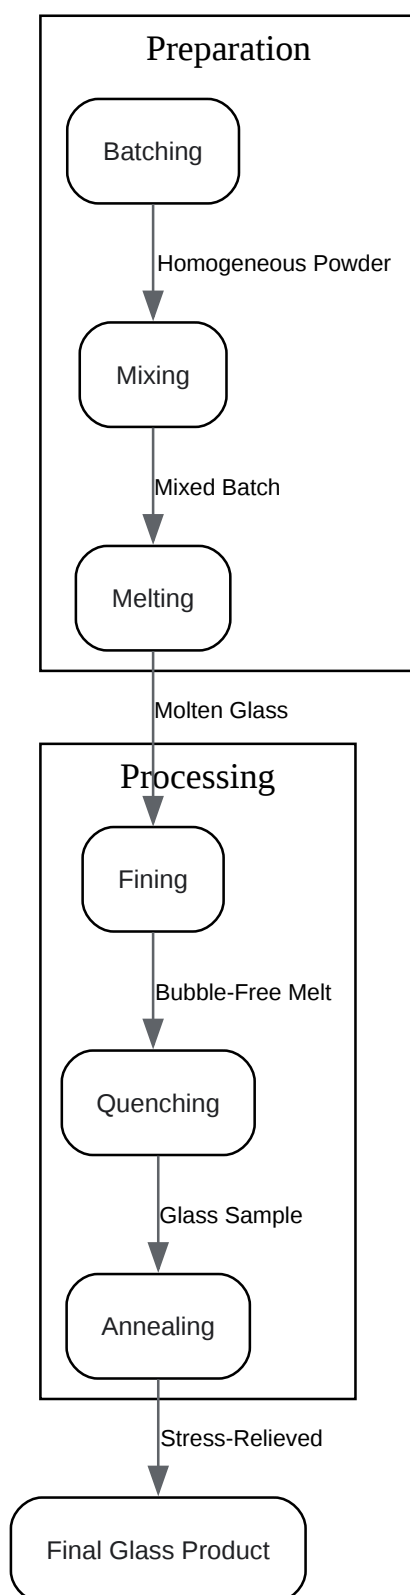 Preparation
Batching
Homogeneous Powder
Mixing
Mixed Batch
Melting
Molten Glass
Processing
Fining
Bubble-Free Melt
Quenching
Glass Sample
Annealing
Stress-Relieved
Final Glass Product